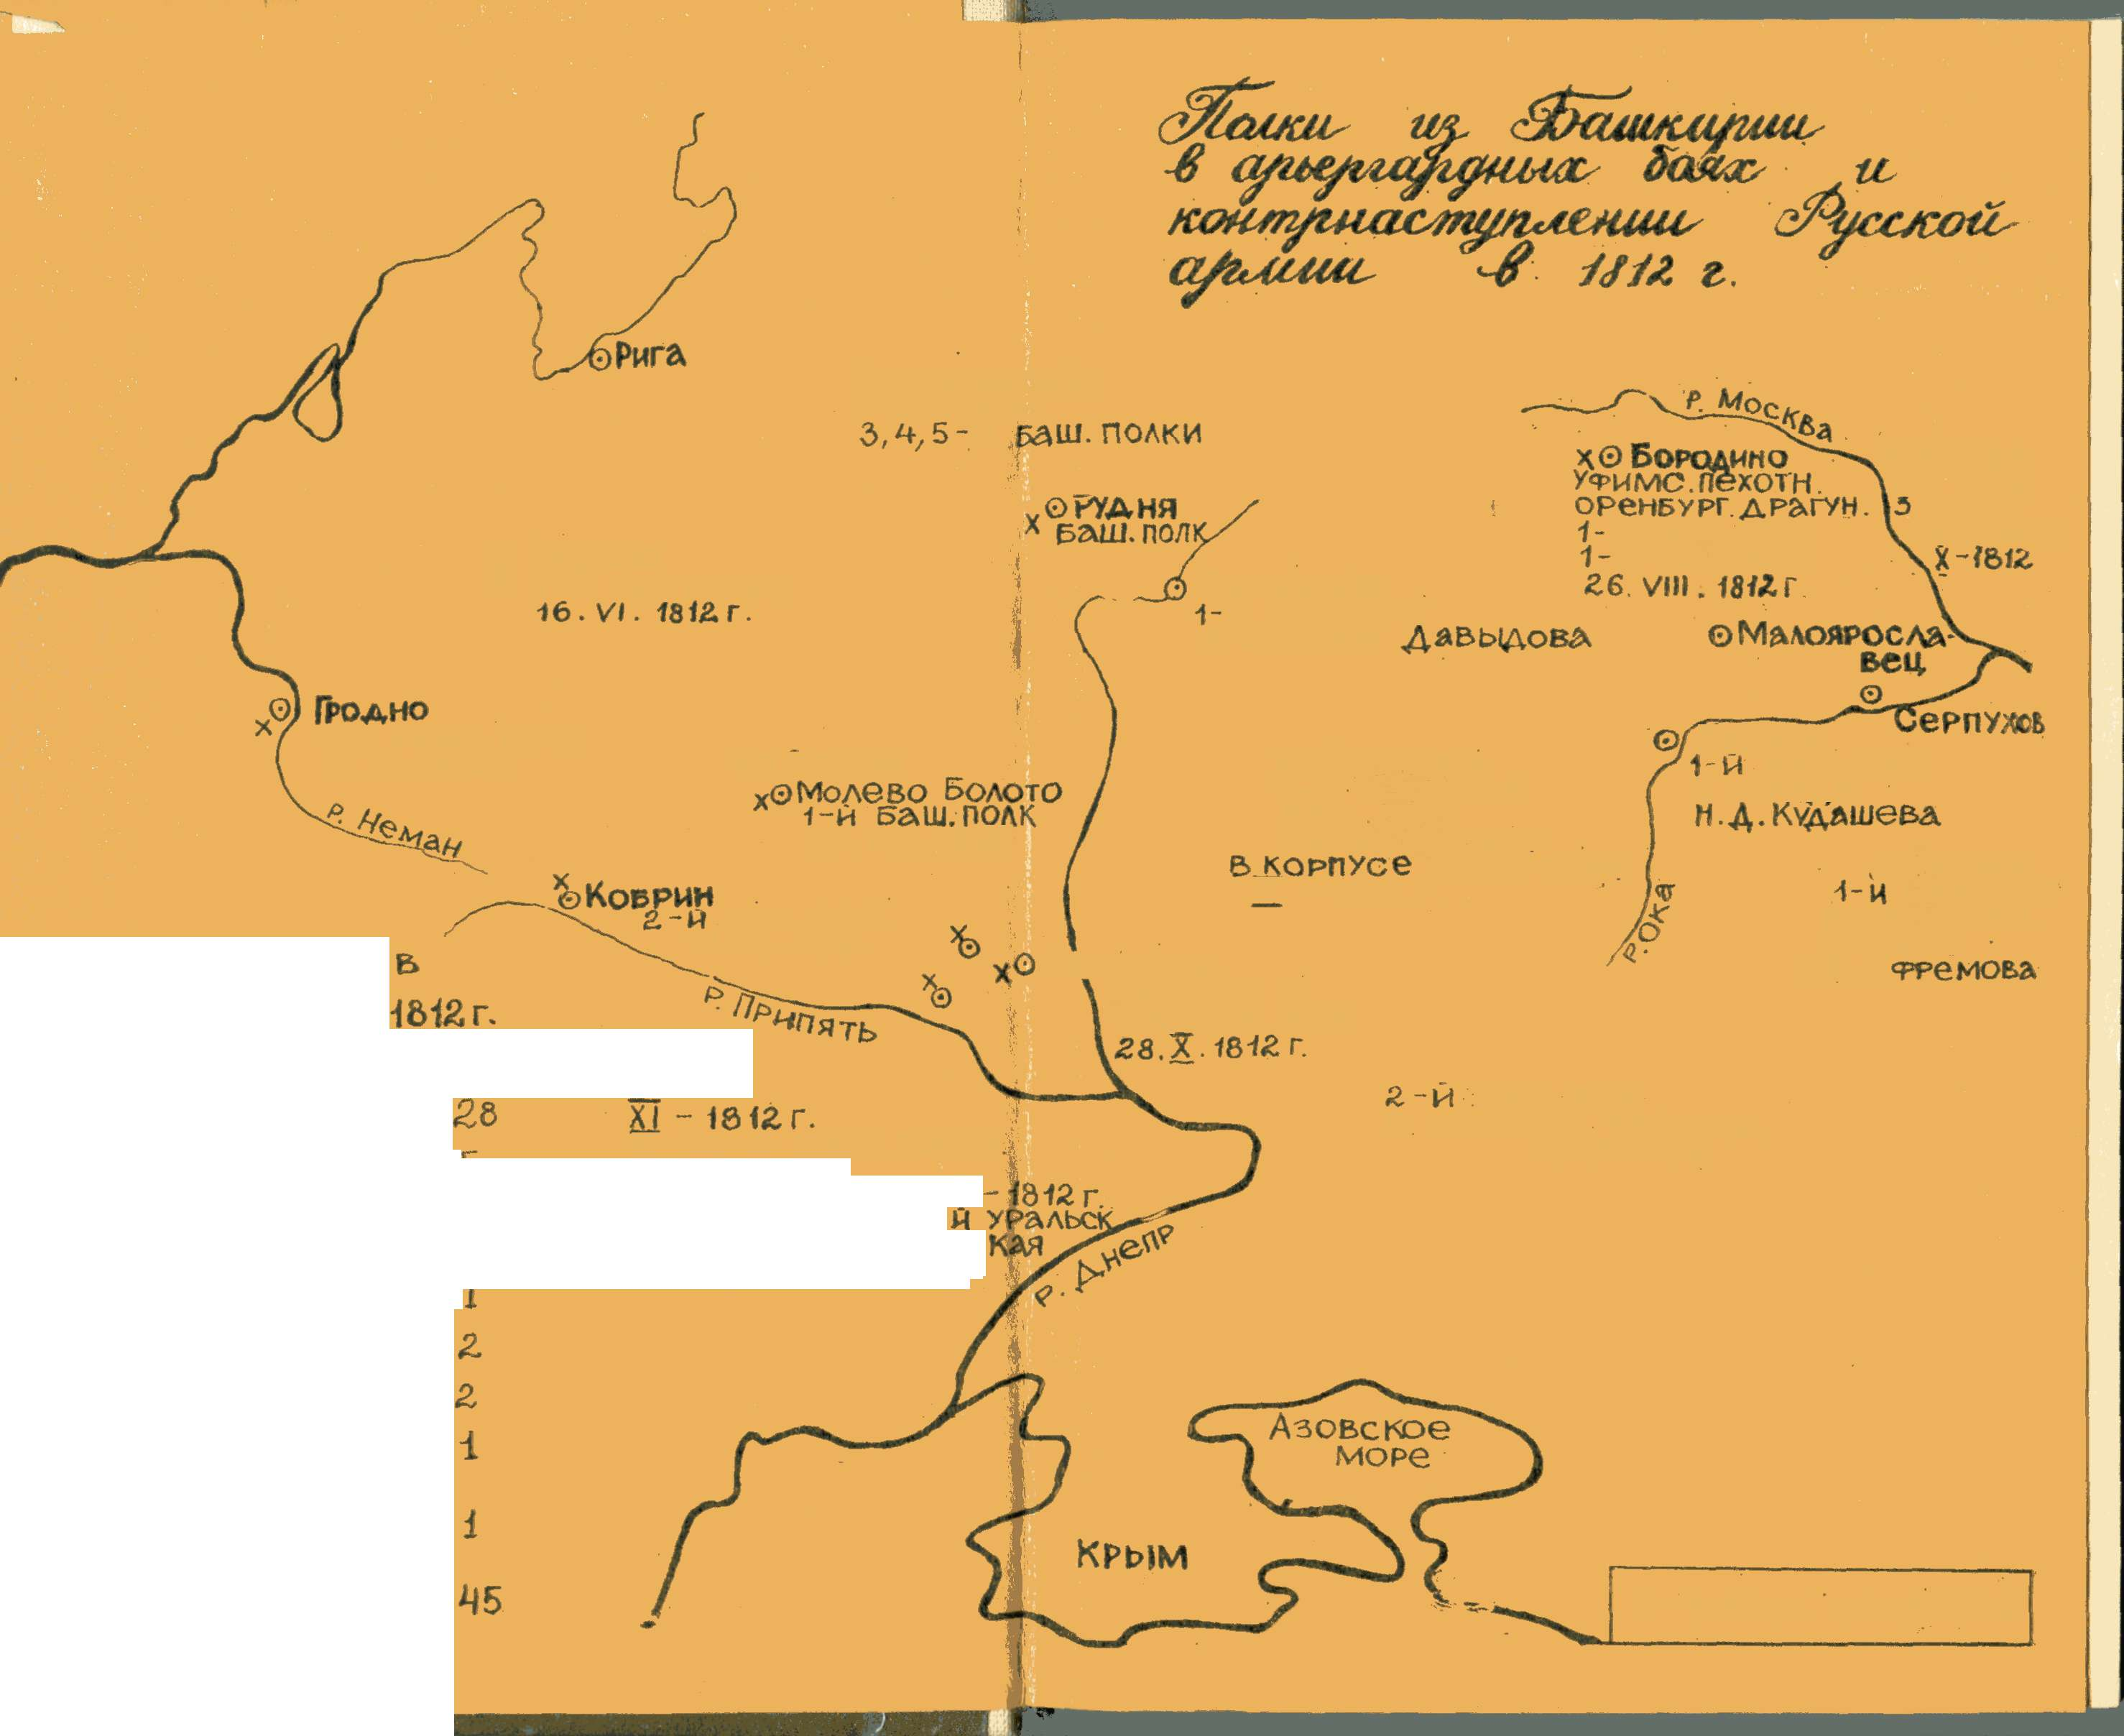 Полки из Башкирии
в арьергардных боях и
контрнаступлении Русской
армии в 1812 г.
Рига
р. Москва
3,4,5- баш. полки
х Бородино
Уфимс. пехотн.
Оренбург. драгун. 3
1-
1-
26. VIII. 1812 г.
Рудня
х баш. полк
1-
X-1812
16. VI. 1812 г.
Давыдова
Малояросла-
вец
Серпухов
Гродно
х
1-й
х Молево Болото
1-й баш. полк
Н.Д. Кудашева
р. Неман
в корпусе
х Кобрин
2-й
1-й
р. Ока
х
х
х
фремова
в
1812 г.
р. Припять
28. X. 1812 г.
2-й
28 XI - 1812 г.
- 1812 г.
й Уральск
кая
р. Днепр
1
2
2
1
Азовское
море
1
Крым
45